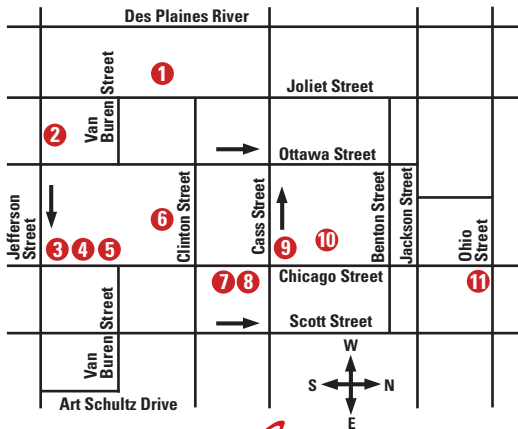 Des Plaines River
Van
Buren Street
1
Joliet Street
2
Ottawa Street
Jefferson
Street
6
Clinton Street
Cass Street
Benton Street
Jackson Street
Ohio
Street
3 4 5
9
10
7 8
Chicago Street
11
Van
Buren Street
Scott Street
W
S N
E
Art Schultz Drive